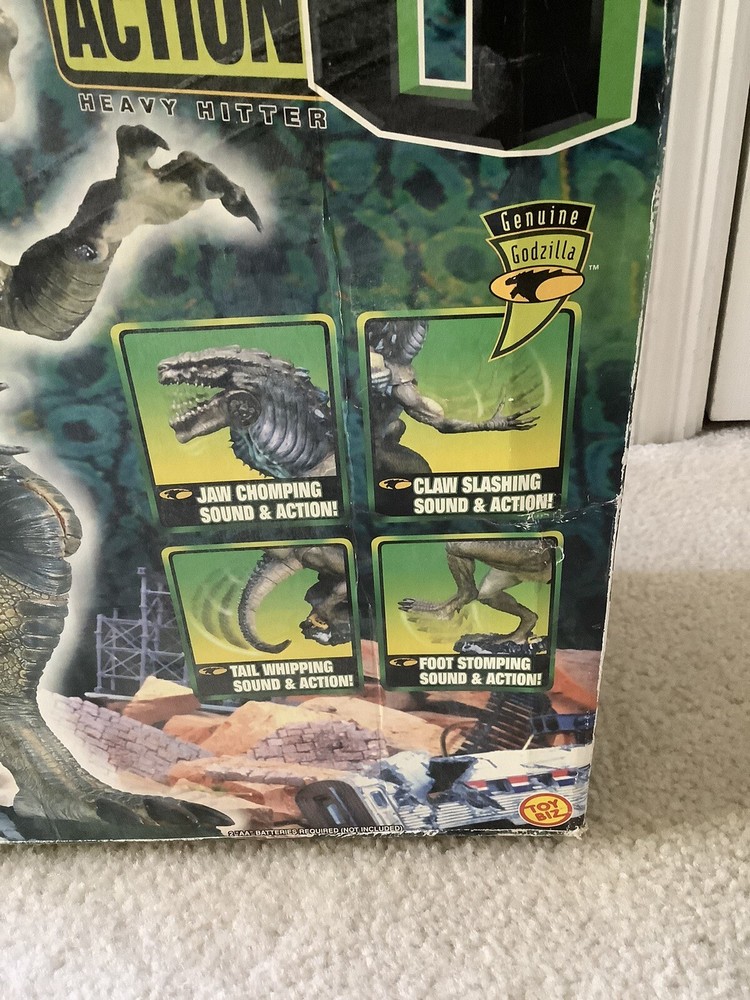 ACTION
HEAVY HITTER
Genuine
Godzilla
™
JAW CHOMPING
SOUND & ACTION!
CLAW SLASHING
SOUND & ACTION!
TAIL WHIPPING
SOUND & ACTION!
FOOT STOMPING
SOUND & ACTION!
TOY
BIZ
2 "AA" BATTERIES REQUIRED (NOT INCLUDED)